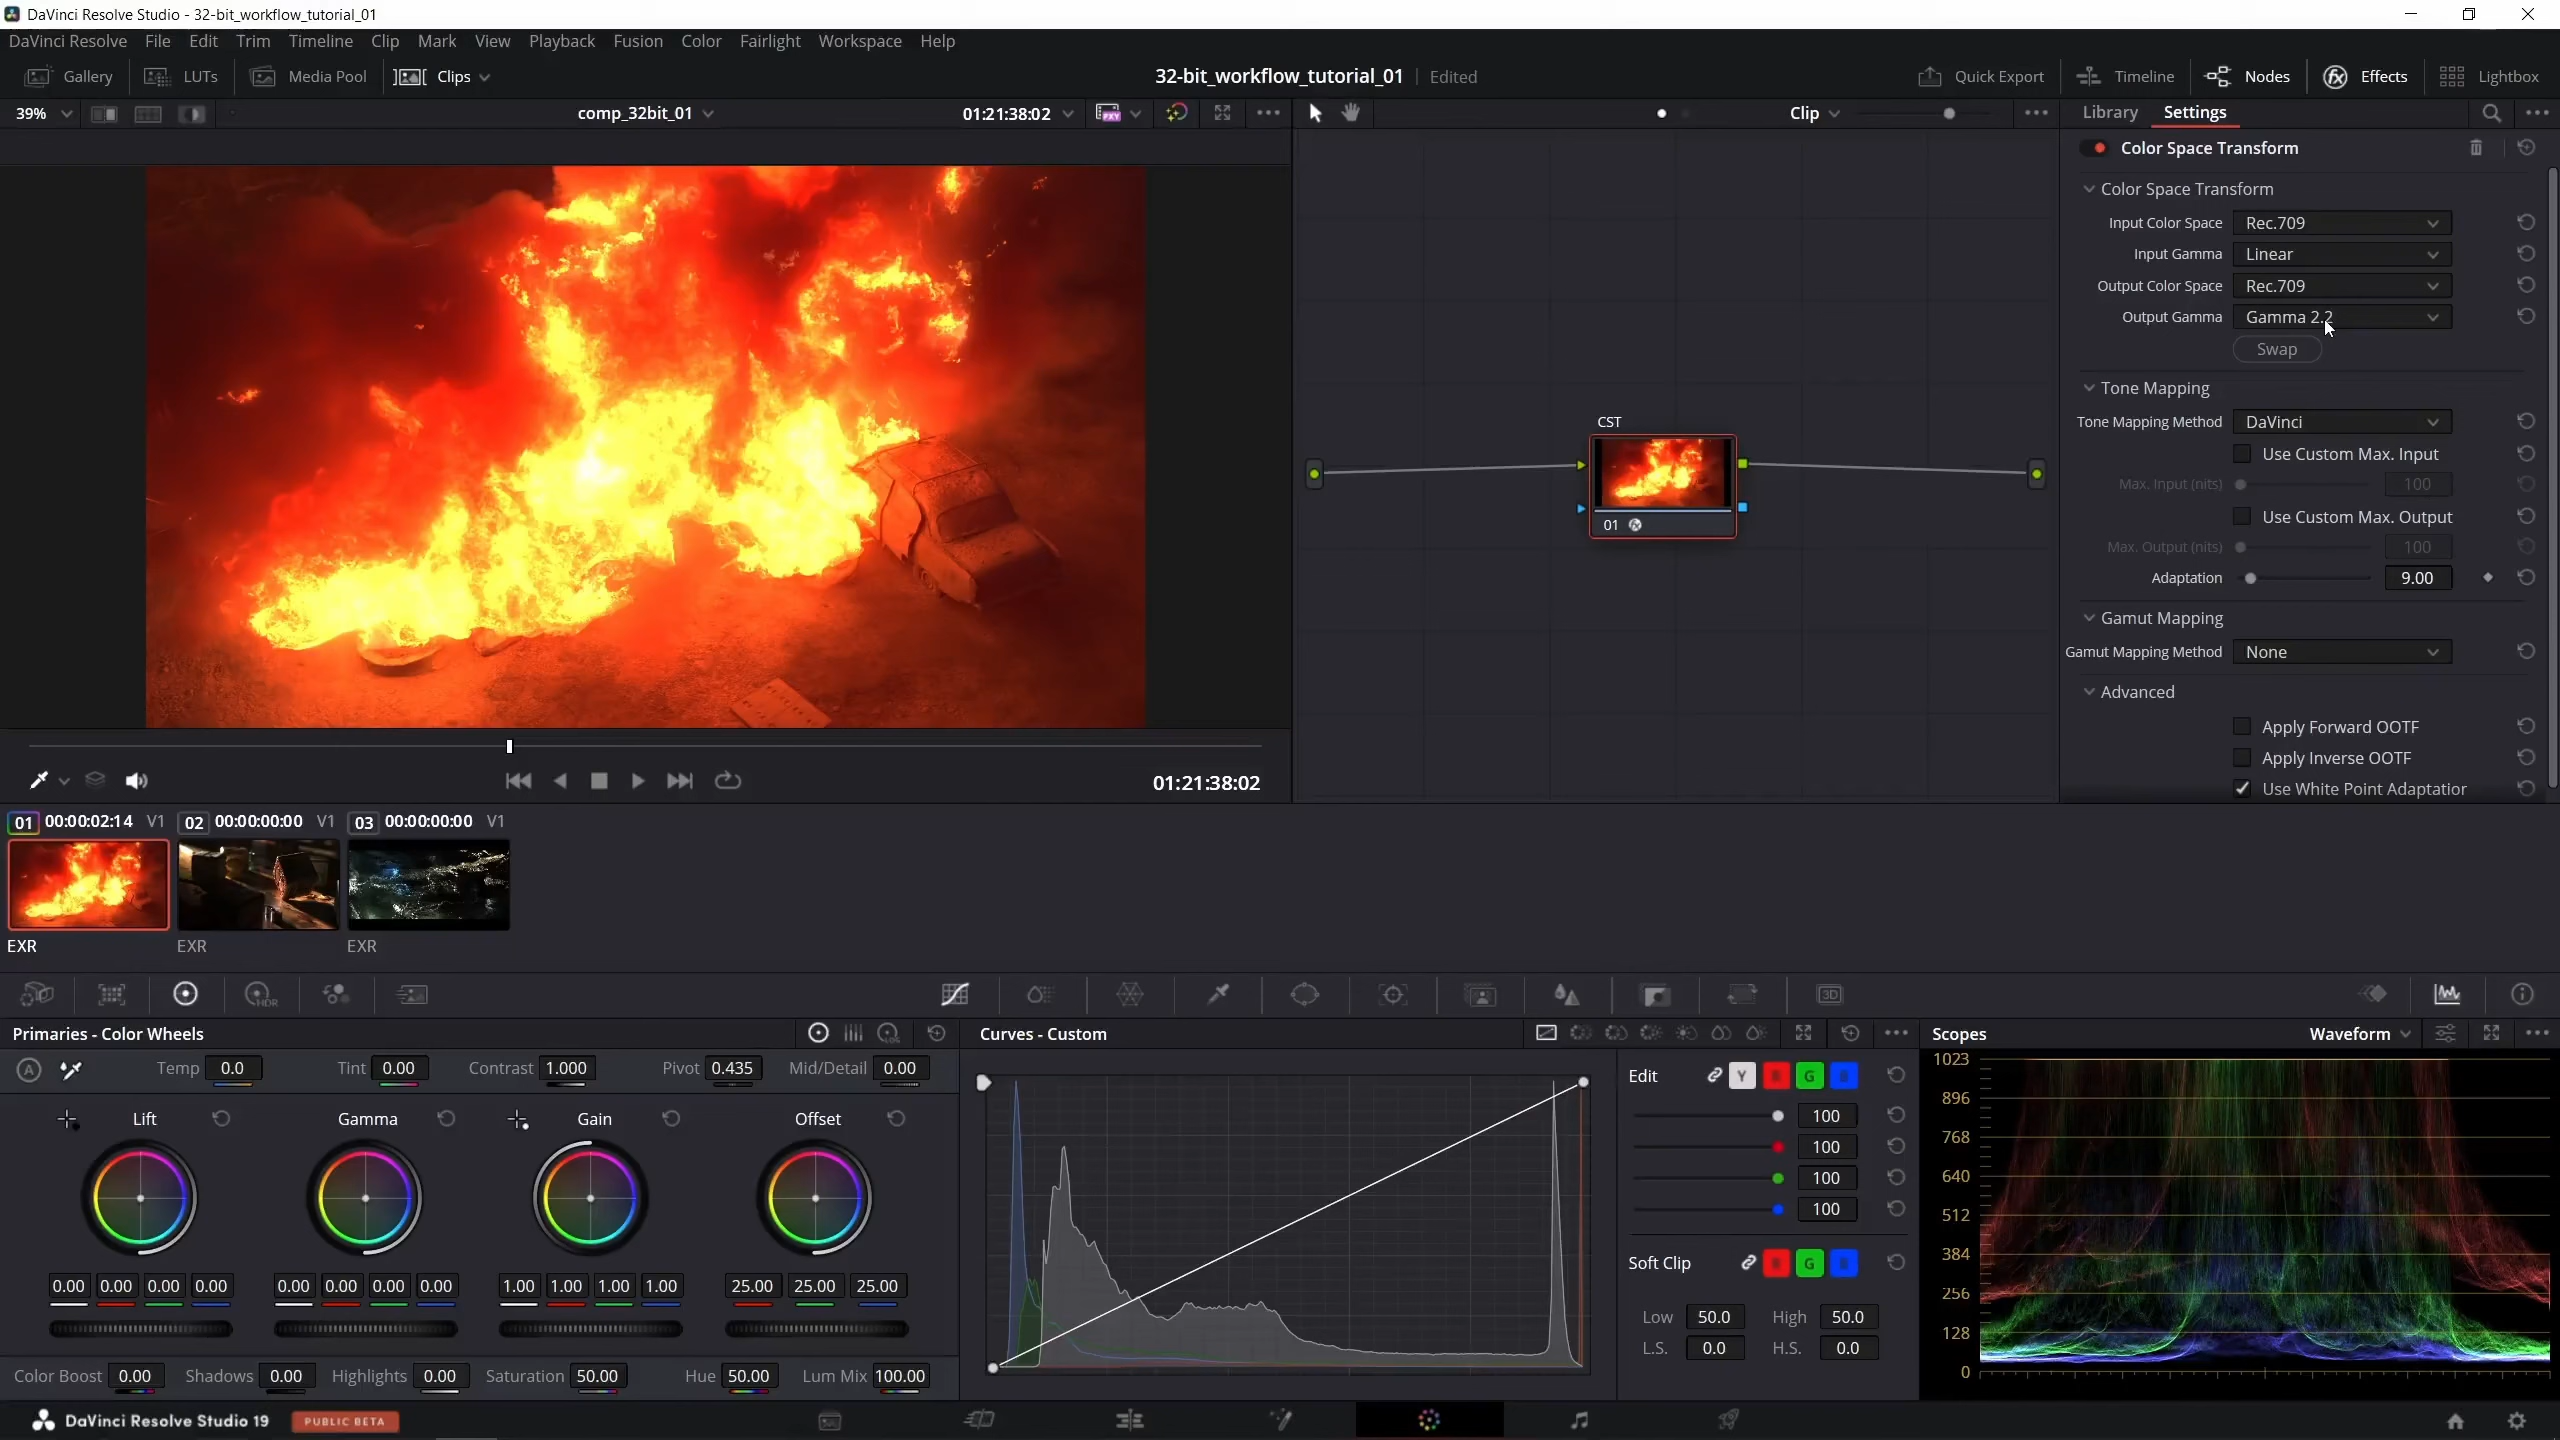 DaVinci Resolve Studio - 32-bit_workflow_tutorial_01
DaVinci Resolve File Edit Trim Timeline Clip Mark View Playback Fusion Color Fairlight Workspace Help
Gallery LUTs Media Pool Clips 32-bit_workflow_tutorial_01 Edited Quick Export Timeline Nodes Effects Lightbox
39% comp_32bit_01 01:21:38:02 PXY Clip Library Settings
Color Space Transform
Color Space Transform
Input Color Space Rec.709
Input Gamma Linear
Output Color Space Rec.709
Output Gamma Gamma 2.2
Swap
Tone Mapping
Tone Mapping Method DaVinci
Use Custom Max. Input
Max. Input (nits) 100
Use Custom Max. Output
Max. Output (nits) 100
Adaptation 9.00
Gamut Mapping
Gamut Mapping Method None
Advanced
Apply Forward OOTF
Apply Inverse OOTF
Use White Point Adaptatior
CST
01
01:21:38:02
01 00:00:02:14 V1 02 00:00:00:00 V1 03 00:00:00:00 V1
EXR EXR EXR
HDR 3D
Primaries - Color Wheels LOG
Temp 0.0 Tint 0.00 Contrast 1.000 Pivot 0.435 Mid/Detail 0.00
A
Lift Gamma Gain Offset
0.00 0.00 0.00 0.00 0.00 0.00 0.00 0.00 1.00 1.00 1.00 1.00 25.00 25.00 25.00
Color Boost 0.00 Shadows 0.00 Highlights 0.00 Saturation 50.00 Hue 50.00 Lum Mix 100.00
Curves - Custom
Edit Y G
100
100
100
100
Soft Clip G
Low 50.0 High 50.0
L.S. 0.0 H.S. 0.0
Scopes Waveform
1023
896
768
640
512
384
256
128
0
DaVinci Resolve Studio 19 PUBLIC BETA